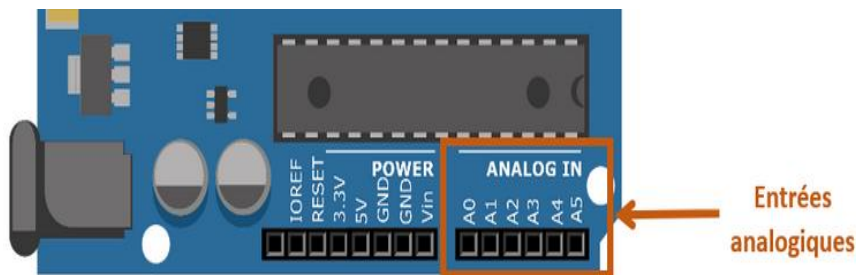 POWER
ANALOG IN
IOREF
RESET
3.3V
5V
GND
GND
Vin
A0
A1
A2
A3
A4
A5
Entrées
analogiques